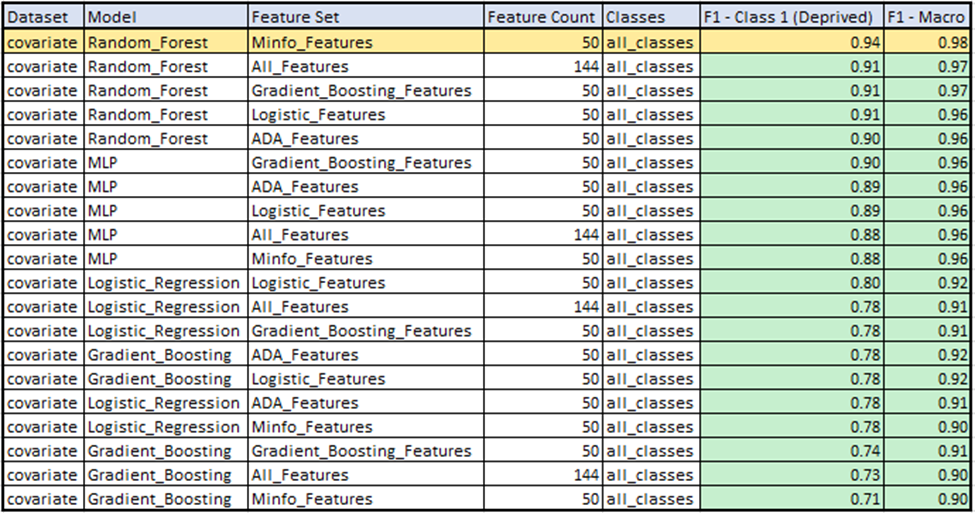 Dataset Model Feature Set Feature Count Classes F1 - Class 1 (Deprived) F1 - Macro
covariate Random_Forest Minfo_Features 50 all_classes 0.94 0.98
covariate Random_Forest All_Features 144 all_classes 0.91 0.97
covariate Random_Forest Gradient_Boosting_Features 50 all_classes 0.91 0.97
covariate Random_Forest Logistic_Features 50 all_classes 0.91 0.96
covariate Random_Forest ADA_Features 50 all_classes 0.90 0.96
covariate MLP Gradient_Boosting_Features 50 all_classes 0.90 0.96
covariate MLP ADA_Features 50 all_classes 0.89 0.96
covariate MLP Logistic_Features 50 all_classes 0.89 0.96
covariate MLP All_Features 144 all_classes 0.88 0.96
covariate MLP Minfo_Features 50 all_classes 0.88 0.96
covariate Logistic_Regression Logistic_Features 50 all_classes 0.80 0.92
covariate Logistic_Regression All_Features 144 all_classes 0.78 0.91
covariate Logistic_Regression Gradient_Boosting_Features 50 all_classes 0.78 0.91
covariate Gradient_Boosting ADA_Features 50 all_classes 0.78 0.92
covariate Gradient_Boosting Logistic_Features 50 all_classes 0.78 0.92
covariate Logistic_Regression ADA_Features 50 all_classes 0.78 0.91
covariate Logistic_Regression Minfo_Features 50 all_classes 0.78 0.90
covariate Gradient_Boosting Gradient_Boosting_Features 50 all_classes 0.74 0.91
covariate Gradient_Boosting All_Features 144 all_classes 0.73 0.90
covariate Gradient_Boosting Minfo_Features 50 all_classes 0.71 0.90